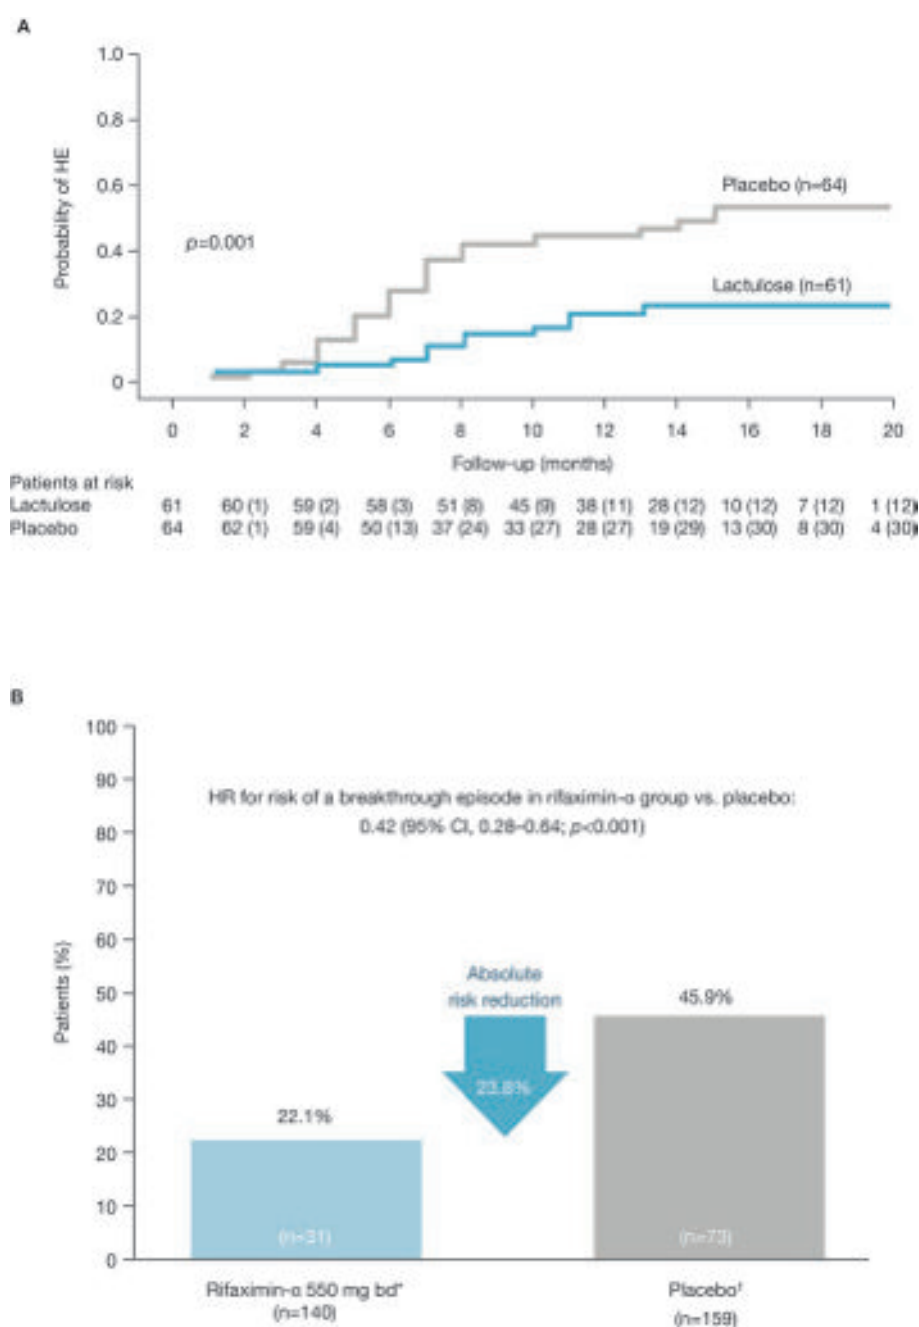 A
1.0
0.8
0.6
0.4
0.2
0
Probability of HE
p=0.001
Placebo (n=64)
Lactulose (n=61)
0 2 4 6 8 10 12 14 16 18 20
Follow-up (months)
Patients at risk
Lactulose 61 60 (1) 59 (2) 58 (3) 51 (8) 45 (9) 38 (11) 28 (12) 10 (12) 7 (12) 1 (12)
Placebo 64 62 (1) 59 (4) 50 (13) 37 (24) 33 (27) 28 (27) 19 (29) 13 (30) 8 (30) 4 (30)
B
100
90
80
70
60
50
40
30
20
10
0
Patients (%)
HR for risk of a breakthrough episode in rifaximin-α group vs. placebo:
0.42 (95% CI, 0.28–0.64; p<0.001)
Absolute
risk reduction
23.8%
22.1%
45.9%
(n=31)
(n=73)
Rifaximin-α 550 mg bd*
(n=140)
Placebo†
(n=159)